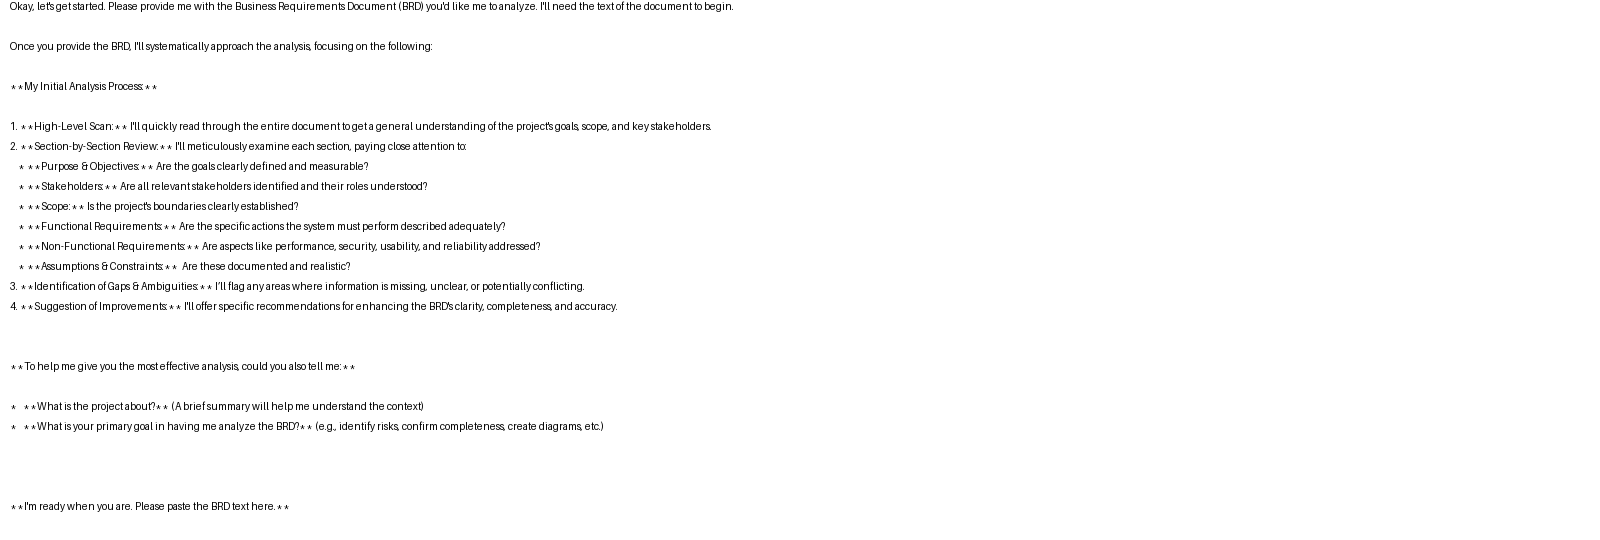 Okay, let's get started. Please provide me with the Business Requirements Document (BRD) you'd like me to analyze. I'll need the text of the document to begin.
Once you provide the BRD, I'll systematically approach the analysis, focusing on the following:
**My Initial Analysis Process:**
1. **High-Level Scan:** I'll quickly read through the entire document to get a general understanding of the project's goals, scope, and key stakeholders.
2. **Section-by-Section Review:** I'll meticulously examine each section, paying close attention to:
* **Purpose & Objectives:** Are the goals clearly defined and measurable?
* **Stakeholders:** Are all relevant stakeholders identified and their roles understood?
* **Scope:** Is the project's boundaries clearly established?
* **Functional Requirements:** Are the specific actions the system must perform described adequately?
* **Non-Functional Requirements:** Are aspects like performance, security, usability, and reliability addressed?
* **Assumptions & Constraints:** Are these documented and realistic?
3. **Identification of Gaps & Ambiguities:** I’ll flag any areas where information is missing, unclear, or potentially conflicting.
4. **Suggestion of Improvements:** I'll offer specific recommendations for enhancing the BRD's clarity, completeness, and accuracy.
**To help me give you the most effective analysis, could you also tell me:**
* **What is the project about?** (A brief summary will help me understand the context)
* **What is your primary goal in having me analyze the BRD?** (e.g., identify risks, confirm completeness, create diagrams, etc.)
**I'm ready when you are. Please paste the BRD text here.**